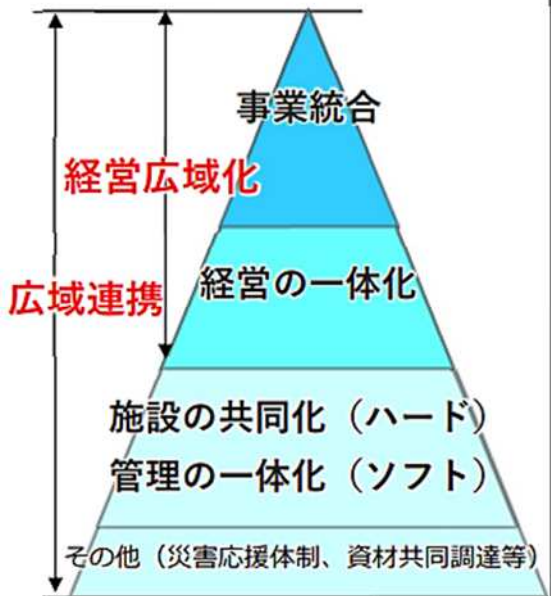 事業統合
経営広域化
経営の一体化
広域連携
施設の共同化（ハード）
管理の一体化（ソフト）
その他（災害応援体制、資材共同調達等）